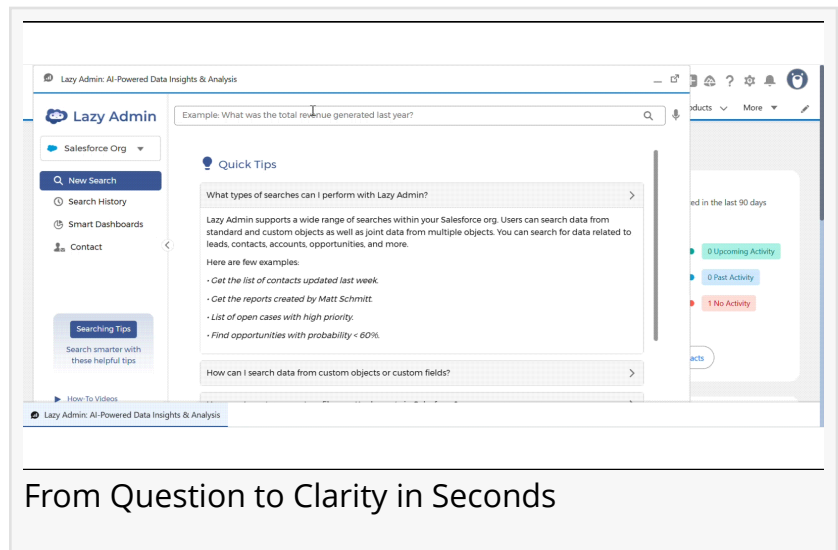 Lazy Admin: AI-Powered Data Insights & Analysis
Lazy Admin
Example: What was the total revenue generated last year?
More
Salesforce Org
New Search
Search History
Smart Dashboards
Contact
Searching Tips
Search smarter with
these helpful tips
How-To Videos
Quick Tips
What types of searches can I perform with Lazy Admin?
Lazy Admin supports a wide range of searches within your Salesforce org. Users can search data from
standard and custom objects as well as joint data from multiple objects. You can search for data related to
leads, contacts, accounts, opportunities, and more.
Here are few examples:
• Get the list of contacts updated last week.
• Get the reports created by Matt Schmitt.
• List of open cases with high priority.
• Find opportunities with probability < 60%.
How can I search data from custom objects or custom fields?
ed in the last 90 days
0 Upcoming Activity
0 Past Activity
1 No Activity
acts
Lazy Admin: AI-Powered Data Insights & Analysis
From Question to Clarity in Seconds